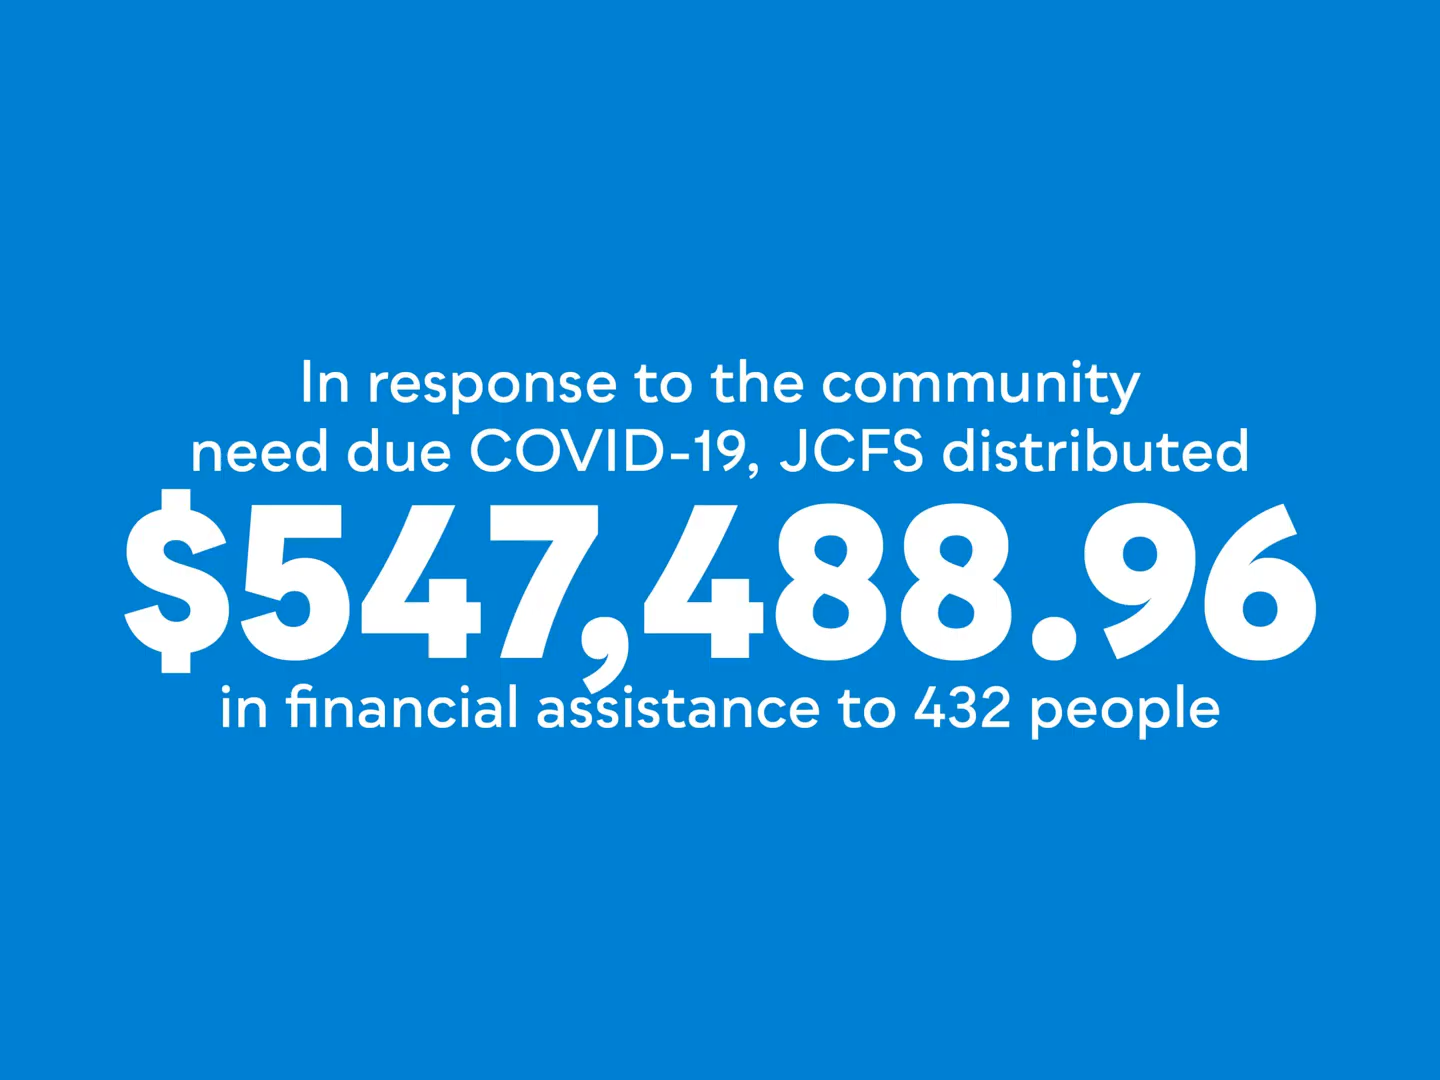 In response to the community
need due COVID-19, JCFS distributed
$547,488.96
in financial assistance to 432 people